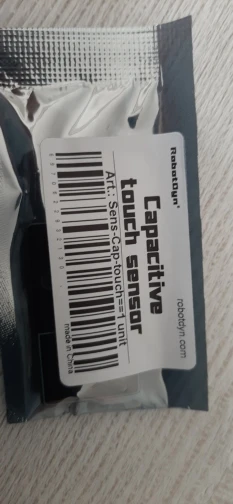 RobotDyn®
robotdyn.com
Capacitive
touch sensor
Art.: Sens-Cap-touch==1 unit
made in China